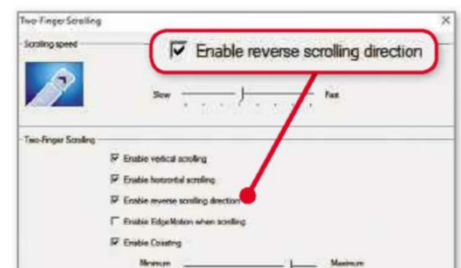 Two-Finger Scrolling
Scrolling speed
Enable reverse scrolling direction
Slow
Fast
Two-Finger Scrolling
Enable vertical scrolling
Enable horizontal scrolling
Enable reverse scrolling direction
Enable EdgeMotion when scrolling
Enable Coasting
Minimum
Maximum